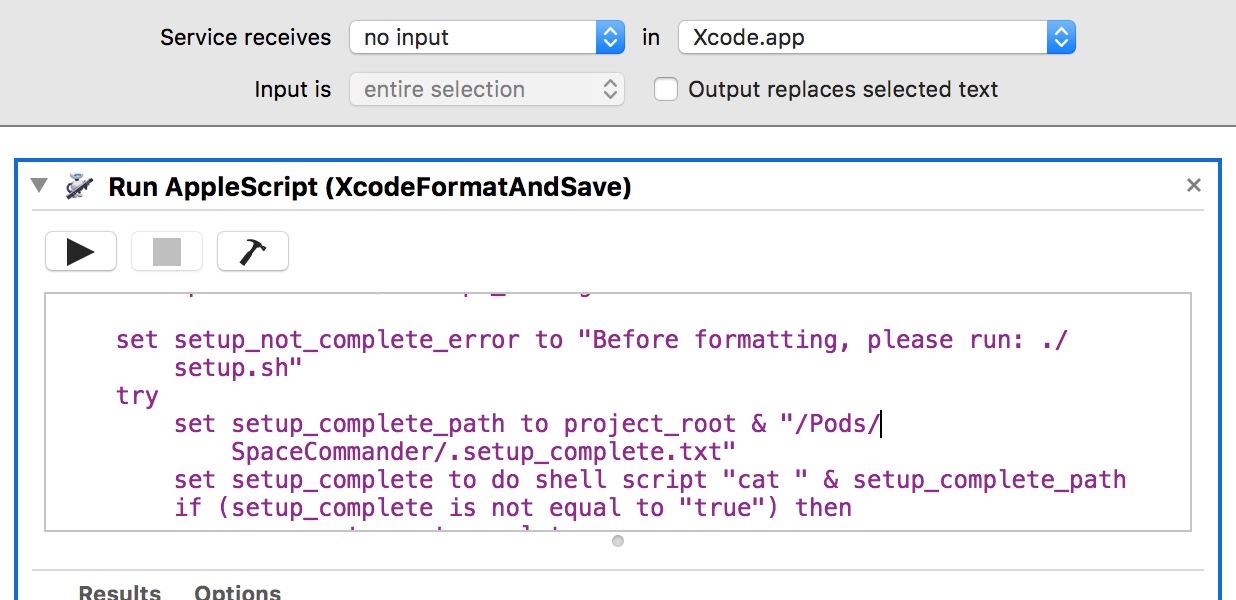 Service receives no input in Xcode.app
Input is entire selection Output replaces selected text
Run AppleScript (XcodeFormatAndSave)
set setup_not_complete_error to "Before formatting, please run: ./
setup.sh"
try
set setup_complete_path to project_root & "/Pods/
SpaceCommander/.setup_complete.txt"
set setup_complete to do shell script "cat " & setup_complete_path
if (setup_complete is not equal to "true") then
Results Options